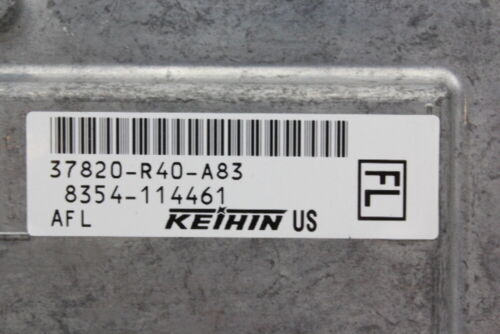 37820-R40-A83
8354-114461
AFL KEIHIN US
FL